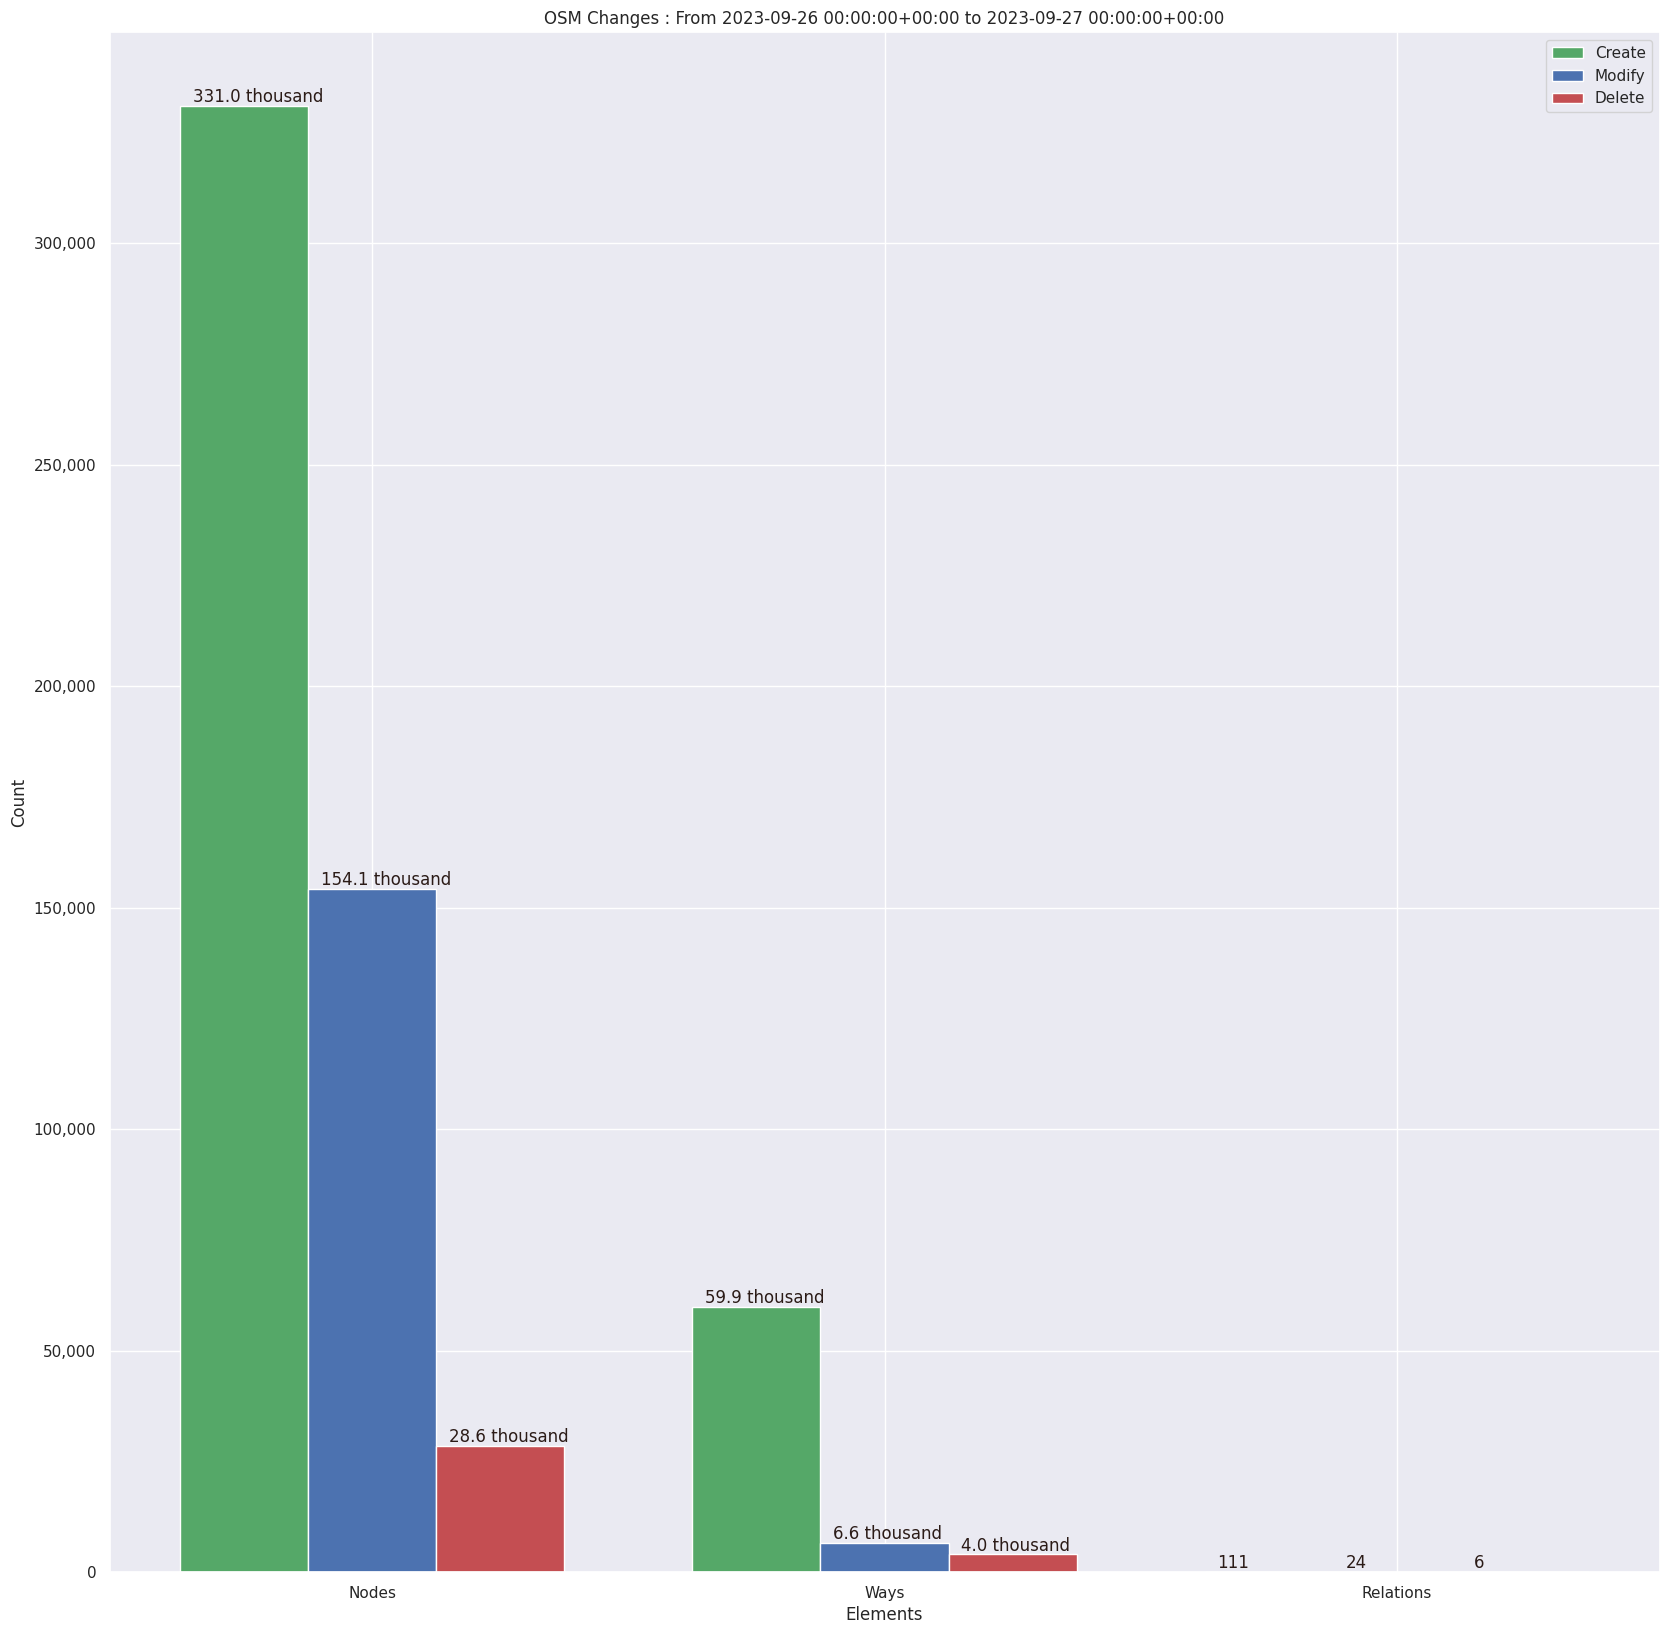 OSM Changes : From 2023-09-26 00:00:00+00:00 to 2023-09-27 00:00:00+00:00
Create
Modify
Delete
331.0 thousand
154.1 thousand
28.6 thousand
59.9 thousand
6.6 thousand
4.0 thousand
111
24
6
300,000
250,000
200,000
150,000
100,000
50,000
0
Count
Nodes
Ways
Relations
Elements